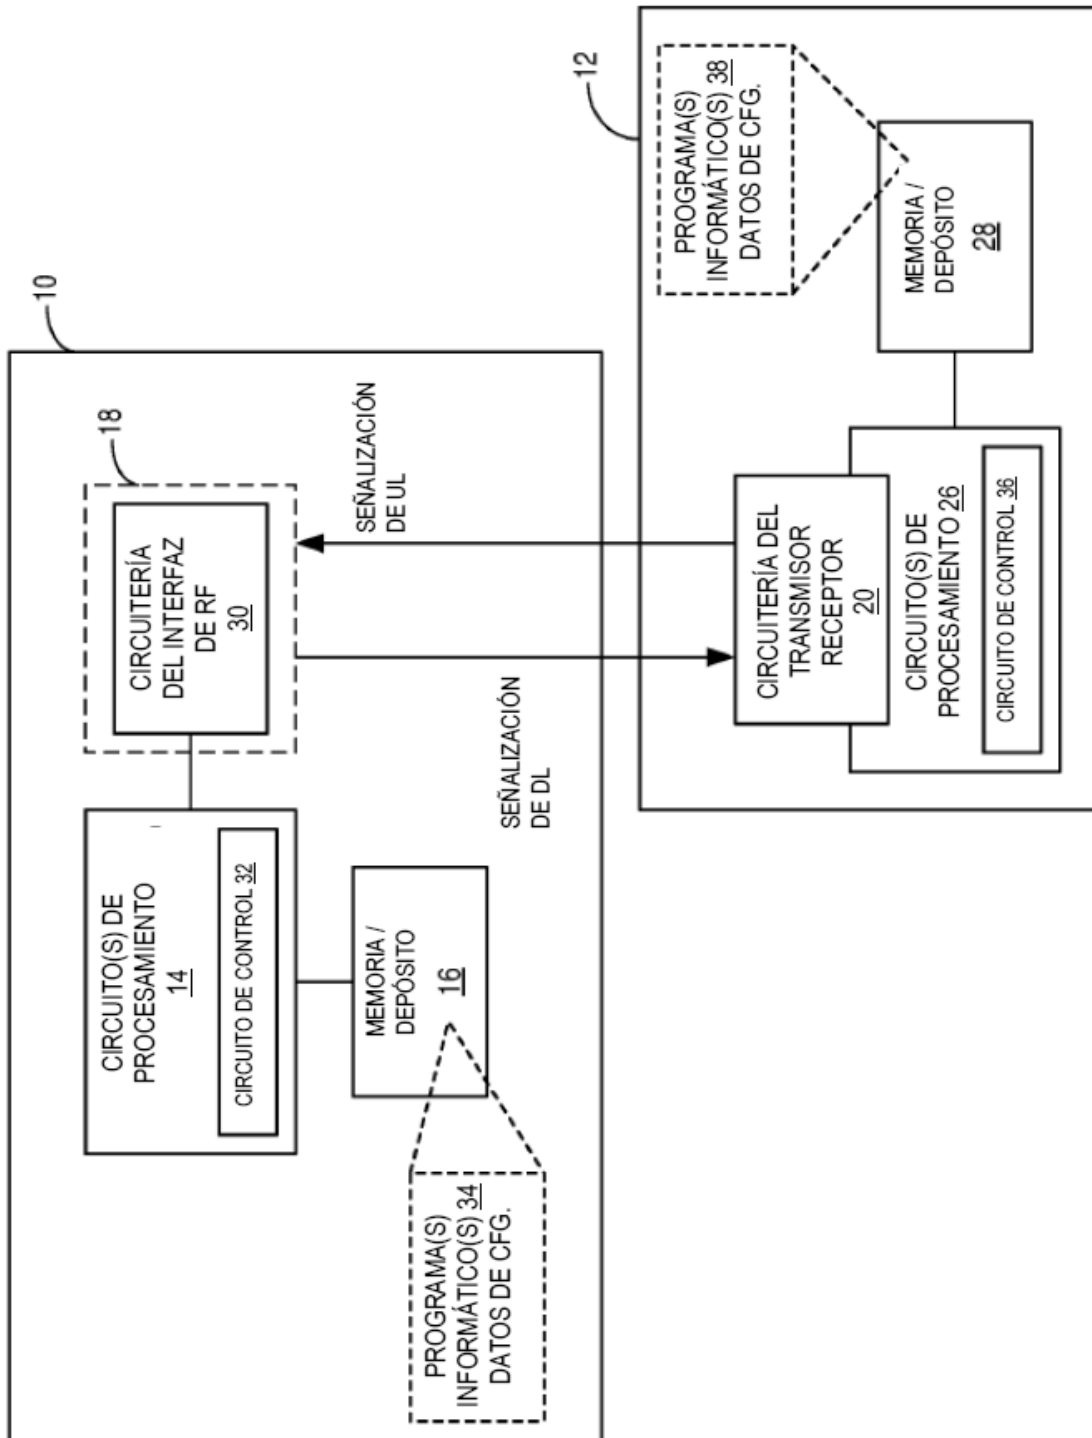 10
CIRCUITO(S) DE
PROCESAMIENTO
14
CIRCUITO DE CONTROL 32
18
CIRCUITERÍA
DEL INTERFAZ
DE RF
30
MEMORIA /
DEPÓSITO
16
PROGRAMA(S)
INFORMÁTICO(S) 34
DATOS DE CFG.
SEÑALIZACIÓN
DE DL
SEÑALIZACIÓN
DE UL
12
CIRCUITERÍA DEL
TRANSMISOR
RECEPTOR
20
CIRCUITO(S) DE
PROCESAMIENTO 26
CIRCUITO DE CONTROL 36
PROGRAMA(S)
INFORMÁTICO(S) 38
DATOS DE CFG.
MEMORIA /
DEPÓSITO
28